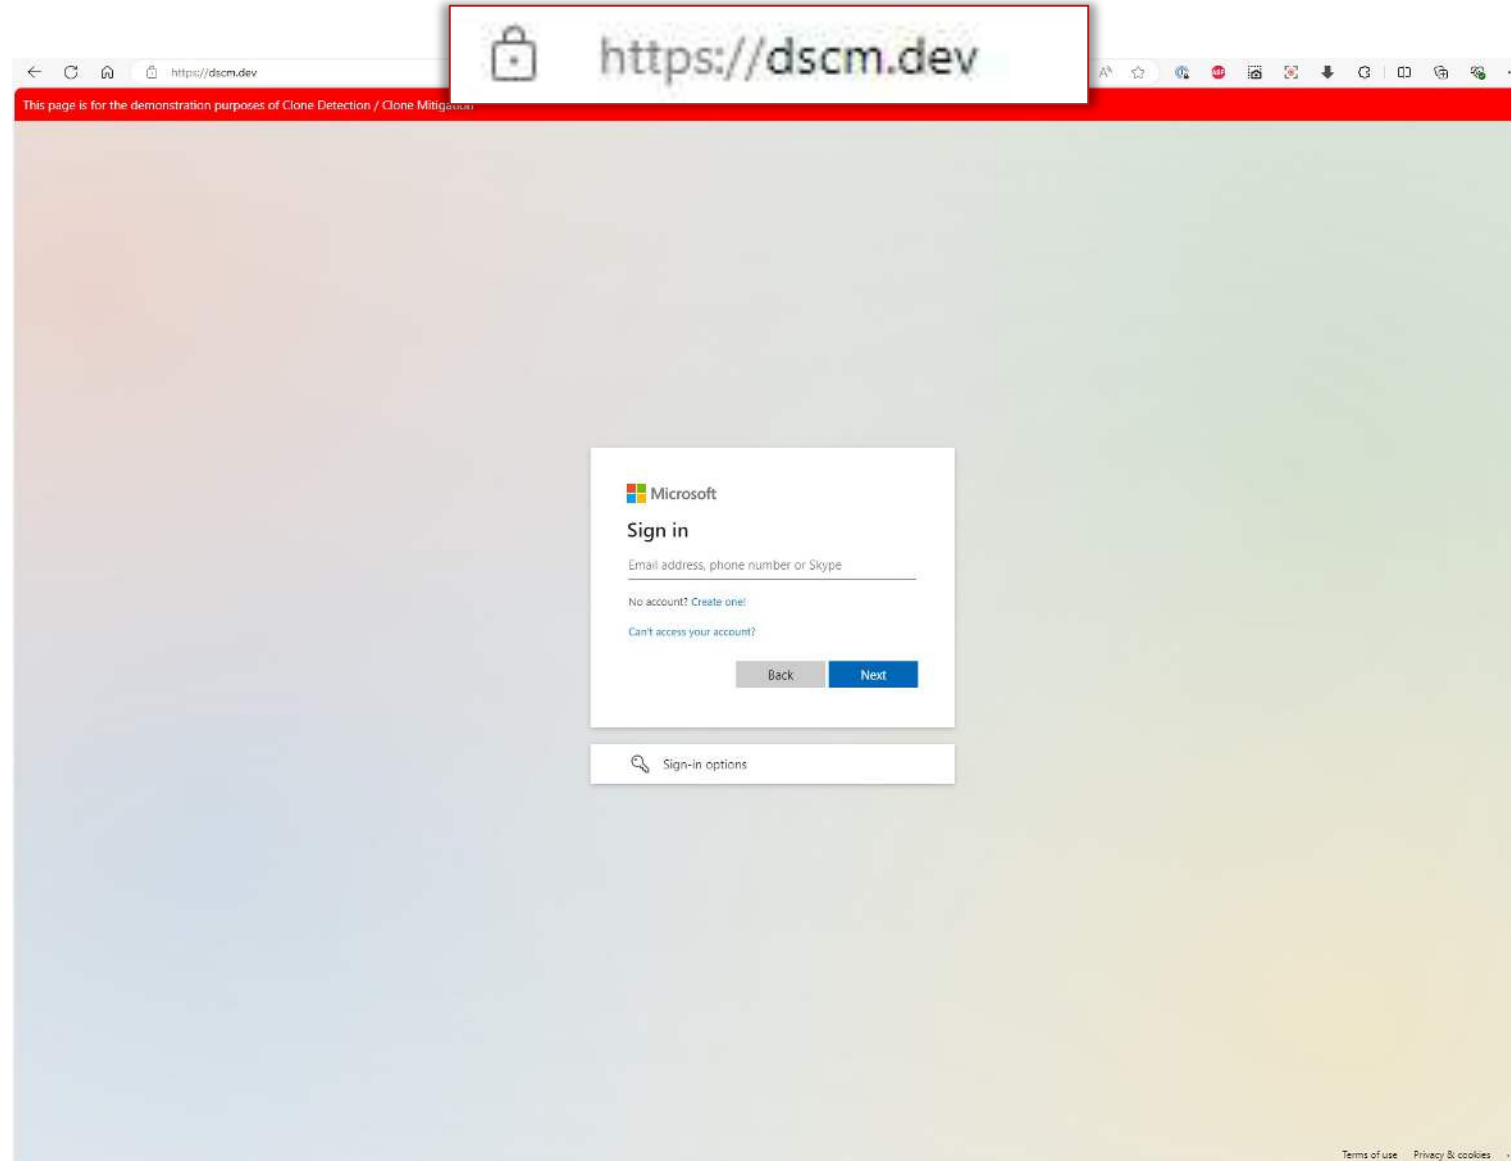 https://dscm.dev
https://dscm.dev
This page is for the demonstration purposes of Clone Detection / Clone Mitigation
Microsoft
Sign in
Email address, phone number or Skype
No account? Create one!
Can't access your account?
Back Next
Sign-in options
Terms of use Privacy & cookies